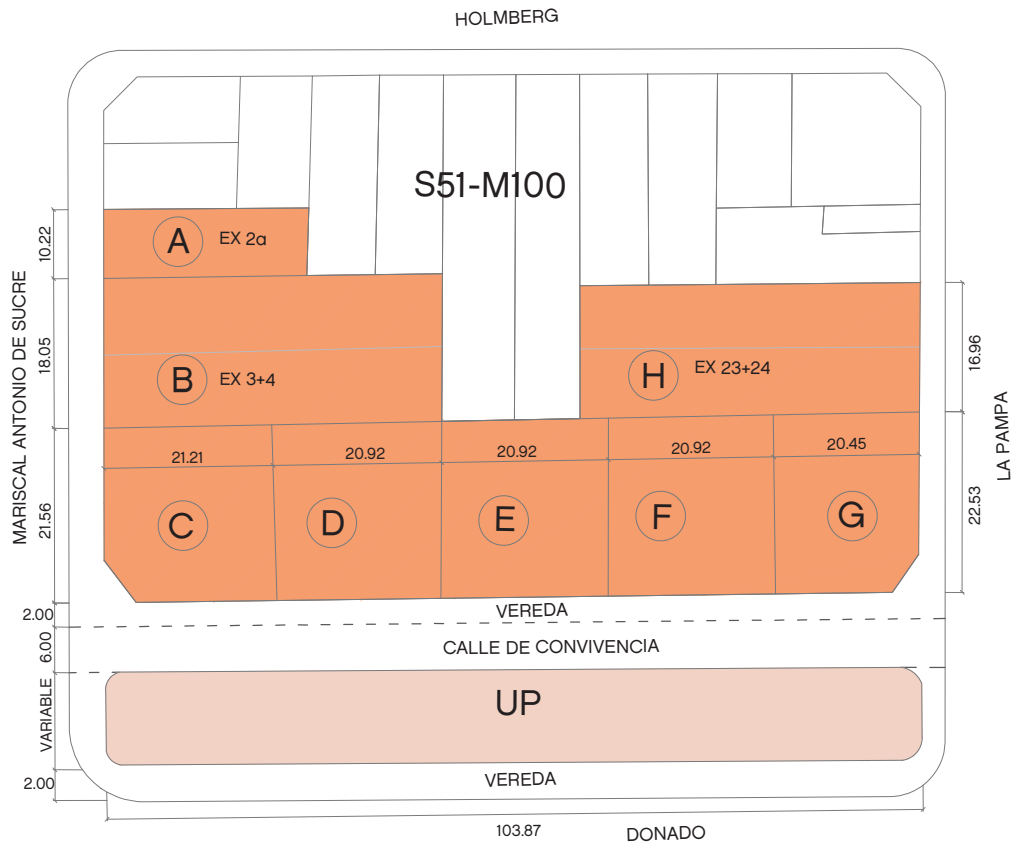 HOLMBERG
S51-M100
A EX 2a
10.22
MARISCAL ANTONIO DE SUCRE
18.05
B EX 3+4
H EX 23+24
16.96
LA PAMPA
21.21 20.92 20.92 20.92 20.45
21.56
C D E F G
22.53
2.00
VEREDA
6.00
CALLE DE CONVIVENCIA
VARIABLE
UP
2.00
VEREDA
103.87
DONADO